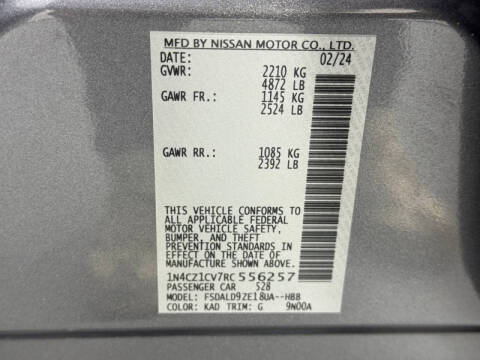 MFD BY NISSAN MOTOR CO., LTD.
DATE: 02/24
GVWR: 2210 KG
4872 LB
GAWR FR.: 1145 KG
2524 LB
GAWR RR.: 1085 KG
2392 LB
THIS VEHICLE CONFORMS TO
ALL APPLICABLE FEDERAL
MOTOR VEHICLE SAFETY,
BUMPER, AND THEFT
PREVENTION STANDARDS IN
EFFECT ON THE DATE OF
MANUFACTURE SHOWN ABOVE.
1N4CZ1CV7RC 556257
PASSENGER CAR 528
MODEL: FSDALD9ZE18UA--HBB
COLOR: KAD TRIM: G 9N00A